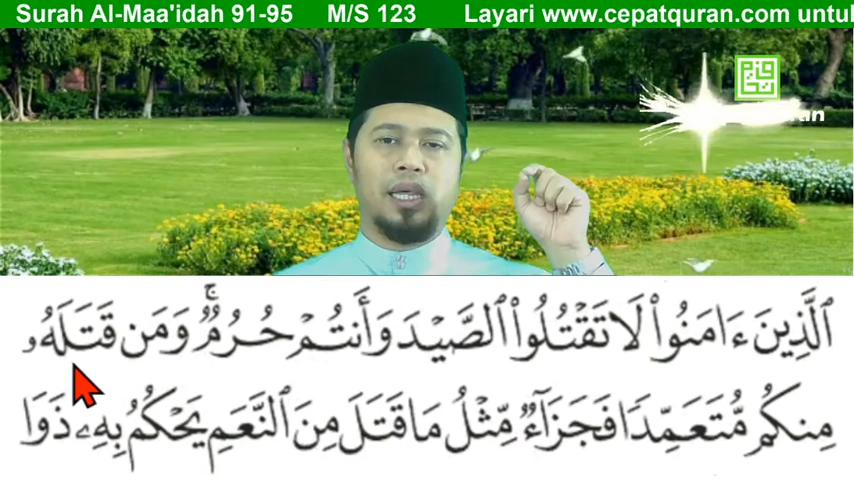 Surah Al-Maa'idah 91-95 M/S 123 Layari www.cepatquran.com untuk
ٱلَّذِينَ ءَامَنُوا۟ لَا تَقْتُلُوا۟ ٱلصَّيْدَ وَأَنتُمْ حُرُمٌۚ وَمَن قَتَلَهُۥ
مِنكُم مُّتَعَمِّدًا فَجَزَآءٌ مِّثْلُ مَا قَتَلَ مِنَ ٱلنَّعَمِ يَحْكُمُ بِهِۦ ذَوَا